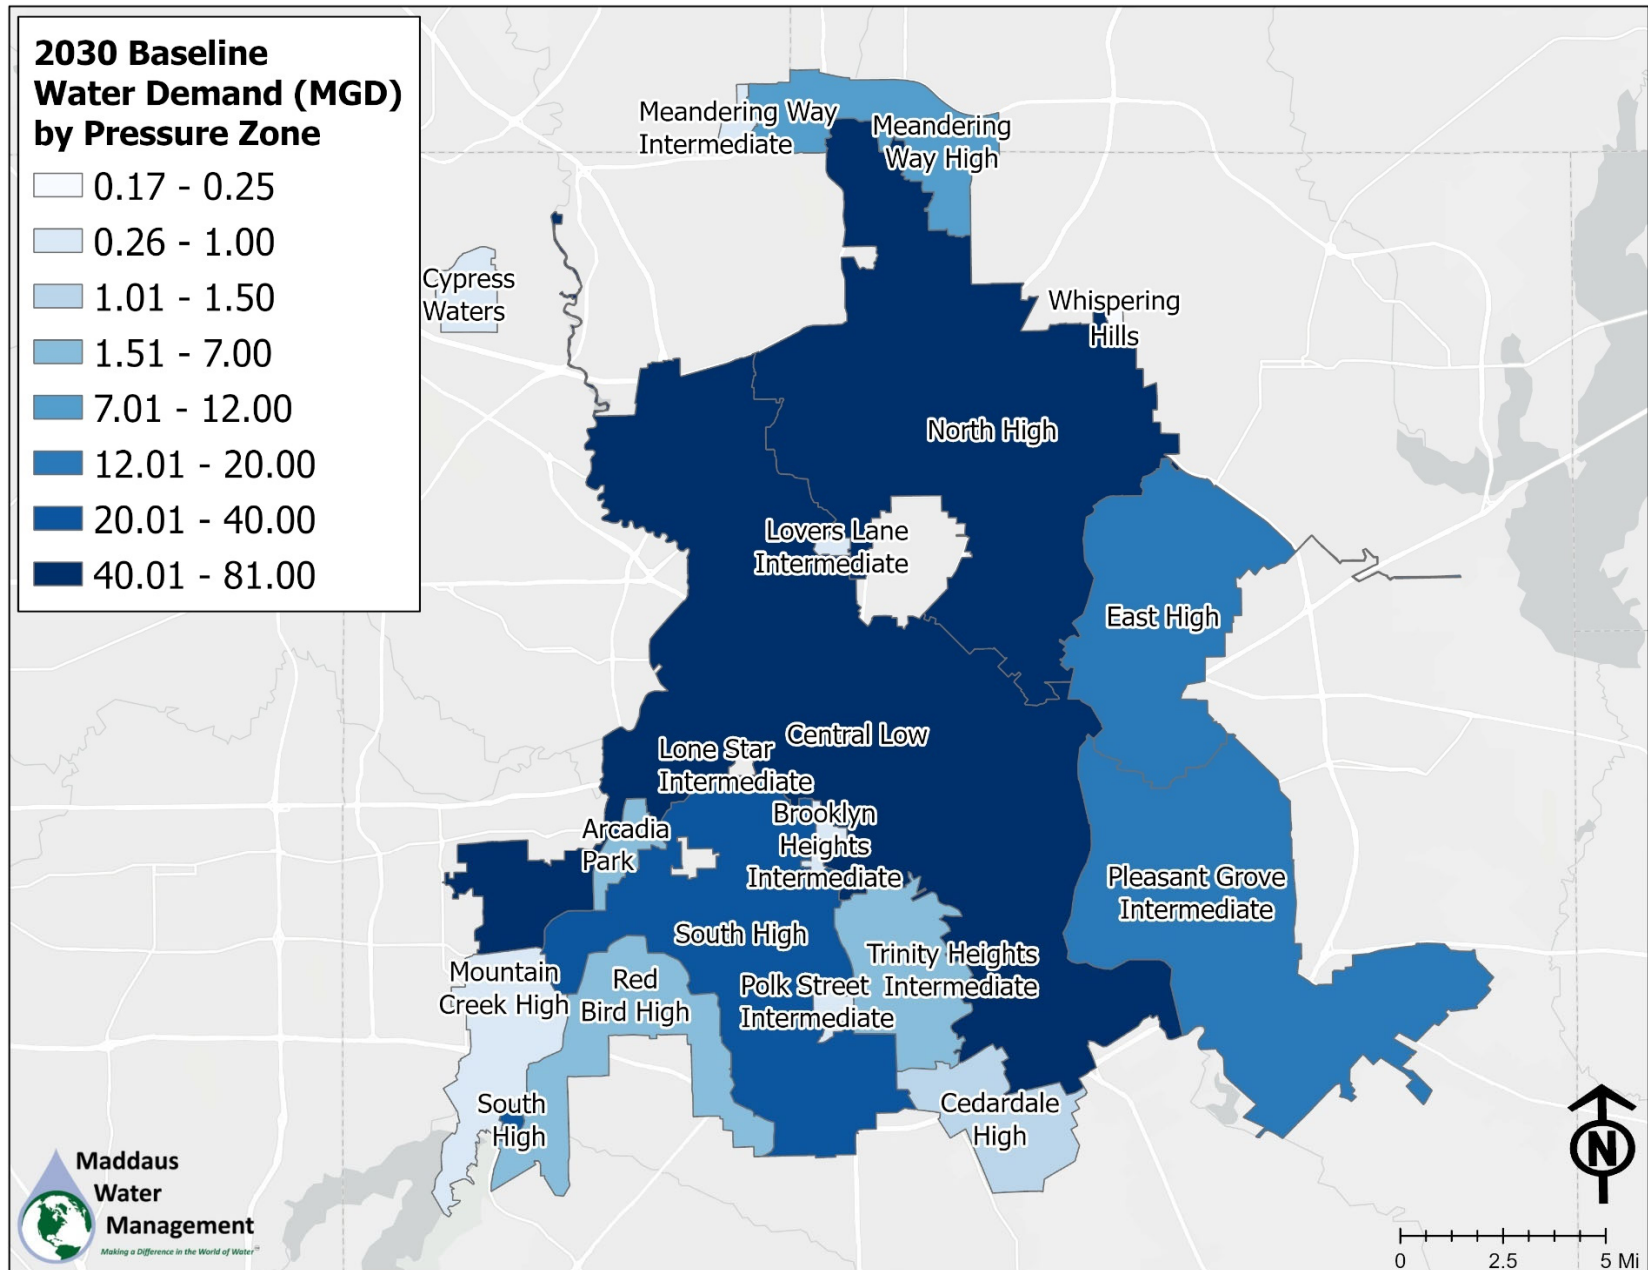 2030 Baseline
Water Demand (MGD)
by Pressure Zone
0.17 - 0.25
0.26 - 1.00
1.01 - 1.50
1.51 - 7.00
7.01 - 12.00
12.01 - 20.00
20.01 - 40.00
40.01 - 81.00
Meandering Way
Intermediate
Meandering
Way High
Cypress
Waters
Whispering
Hills
North High
Lovers Lane
Intermediate
East High
Central Low
Lone Star
Intermediate
Brooklyn
Heights
Intermediate
Arcadia
Park
Pleasant Grove
Intermediate
South High
Trinity Heights
Intermediate
Mountain
Creek High
Red
Bird High
Polk Street
Intermediate
South
High
Cedardale
High
Maddaus
Water
Management
Making a Difference in the World of Water
N
0 2.5 5 Mi